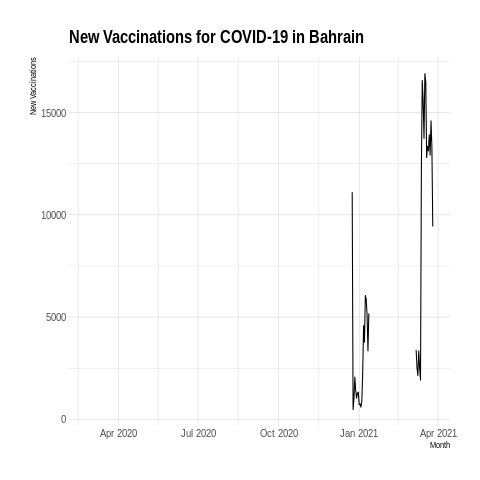 New Vaccinations for COVID-19 in Bahrain
New Vaccinations
15000
10000
5000
0
Apr 2020 Jul 2020 Oct 2020 Jan 2021 Apr 2021
Month